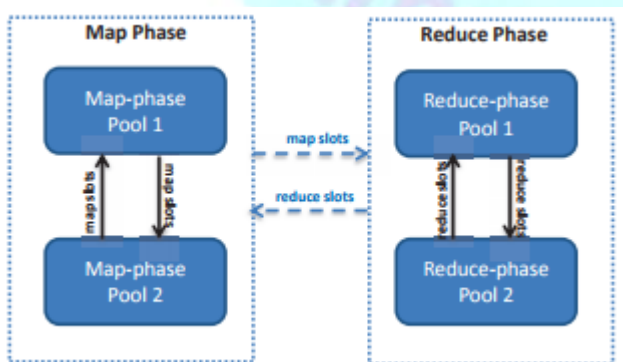 Map Phase
Map-phase
Pool 1
map slots
map slots
Map-phase
Pool 2
map slots
reduce slots
Reduce Phase
Reduce-phase
Pool 1
reduce slots
reduce slots
Reduce-phase
Pool 2